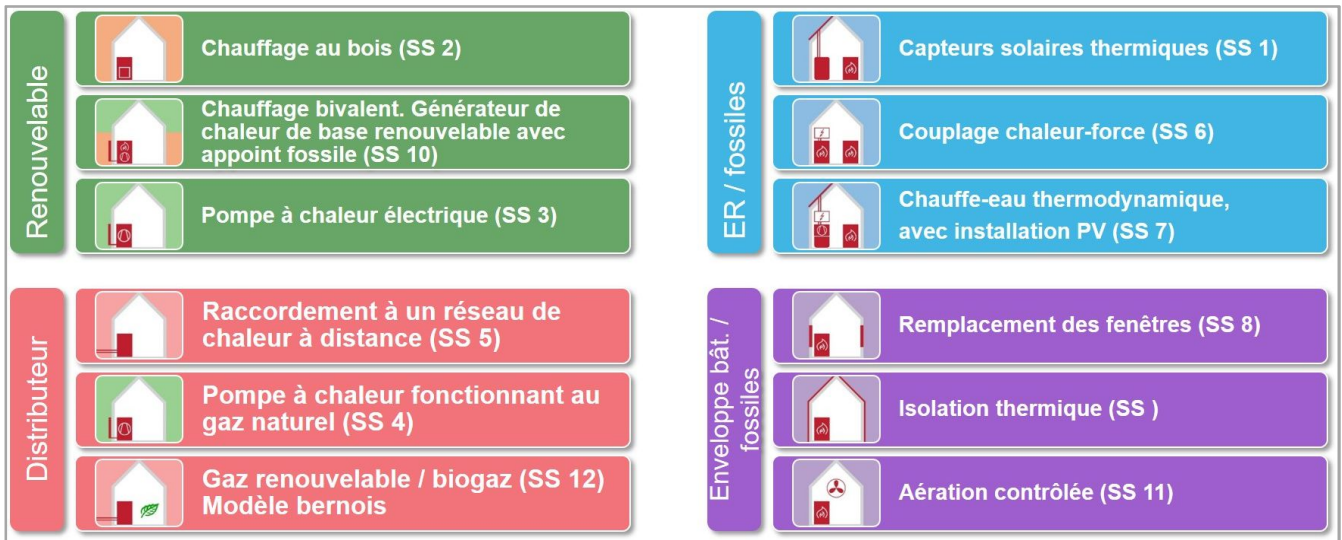 Renouvelable
Chauffage au bois (SS 2)
Chauffage bivalent. Générateur de
chaleur de base renouvelable avec
appoint fossile (SS 10)
Pompe à chaleur électrique (SS 3)
ER / fossiles
Capteurs solaires thermiques (SS 1)
Couplage chaleur-force (SS 6)
Chauffe-eau thermodynamique,
avec installation PV (SS 7)
Distributeur
Raccordement à un réseau de
chaleur à distance (SS 5)
Pompe à chaleur fonctionnant au
gaz naturel (SS 4)
Gaz renouvelable / biogaz (SS 12)
Modèle bernois
Enveloppe bât. /
fossiles
Remplacement des fenêtres (SS 8)
Isolation thermique (SS )
Aération contrôlée (SS 11)